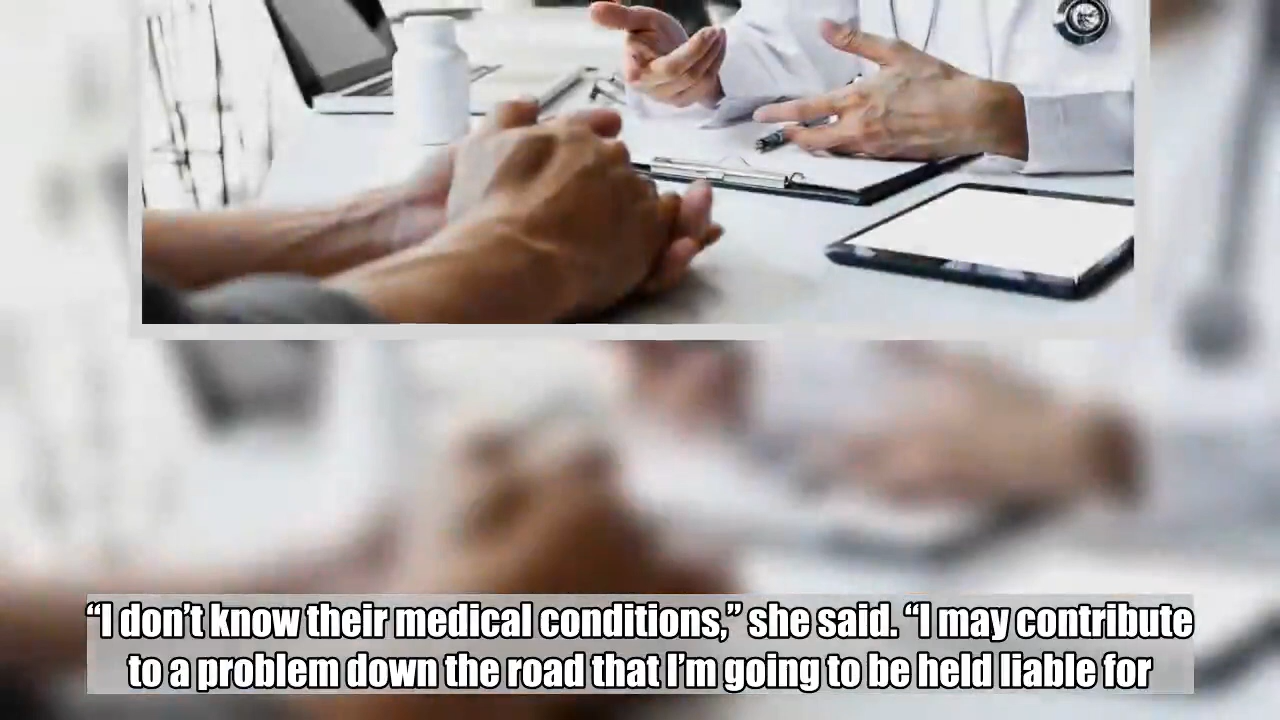 “I don’t know their medical conditions,” she said. “I may contribute
to a problem down the road that I’m going to be held liable for